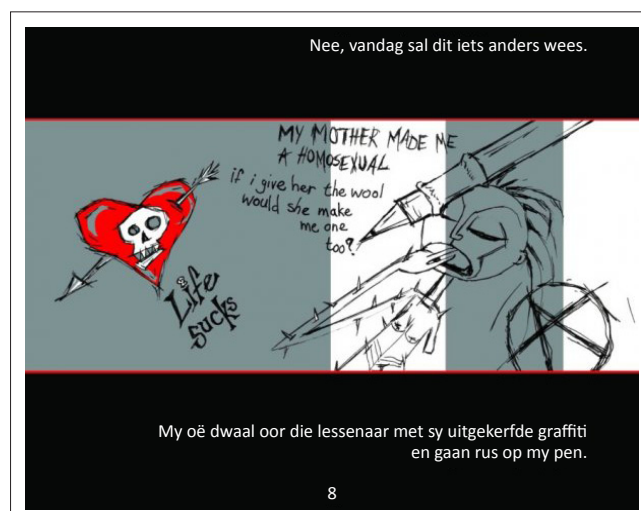 Nee, vandag sal dit iets anders wees.
MY MOTHER MADE ME
A HOMOSEXUAL
if i give her the wool
would she make
me one
too?
Life
sucks
My oë dwaal oor die lessenaar met sy uitgekerfde graffiti
en gaan rus op my pen.
8